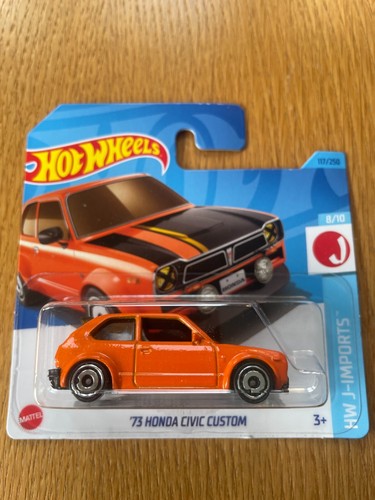 HOT WHEELS
117/250
8/10
J
HW J-IMPORTS
MATTEL
'73 HONDA CIVIC CUSTOM
3+